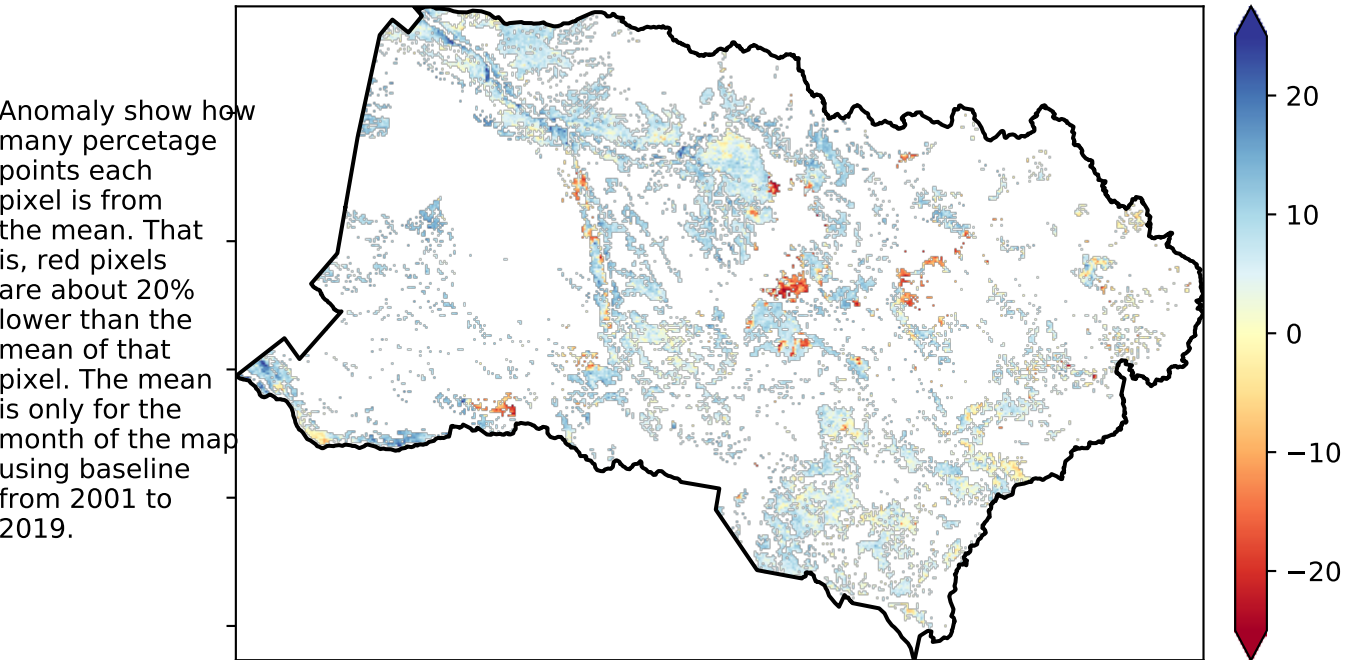 Anomaly show how
many percetage
points each
pixel is from
the mean. That
is, red pixels
are about 20%
lower than the
mean of that
pixel. The mean
is only for the
month of the map
using baseline
from 2001 to
2019.
20
10
0
−10
−20